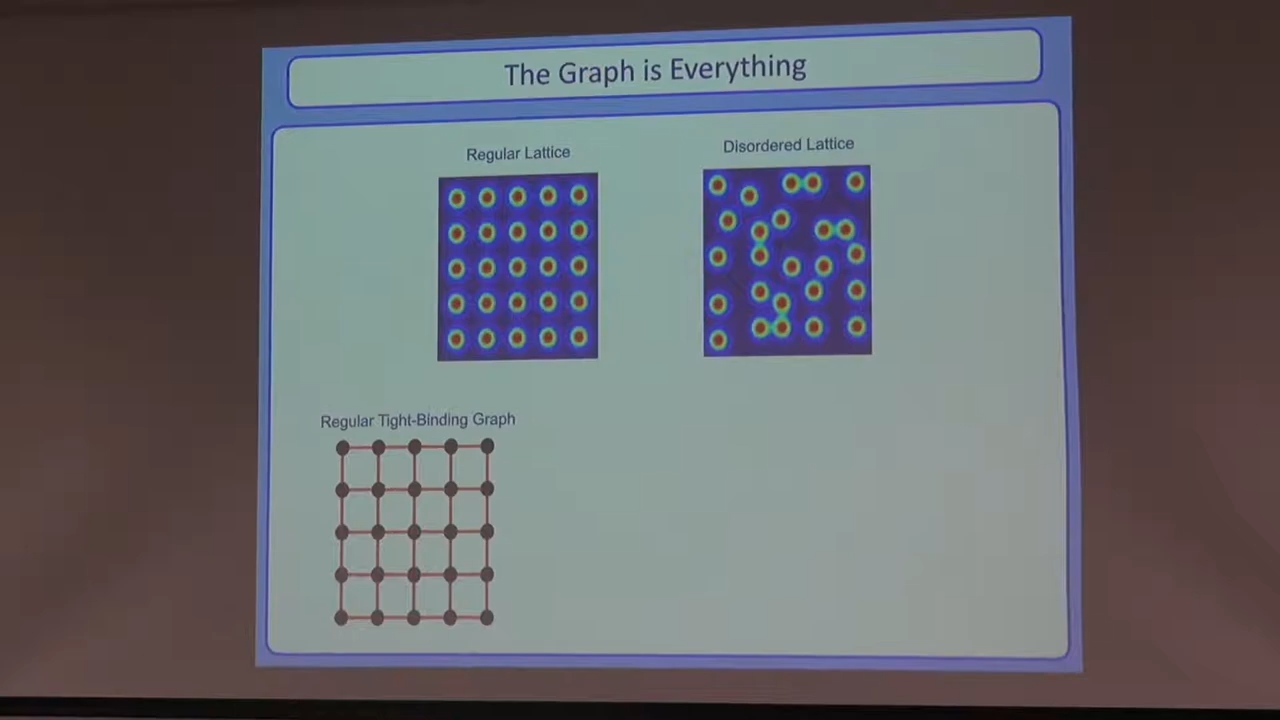 The Graph is Everything
Regular Lattice
Disordered Lattice
Regular Tight-Binding Graph